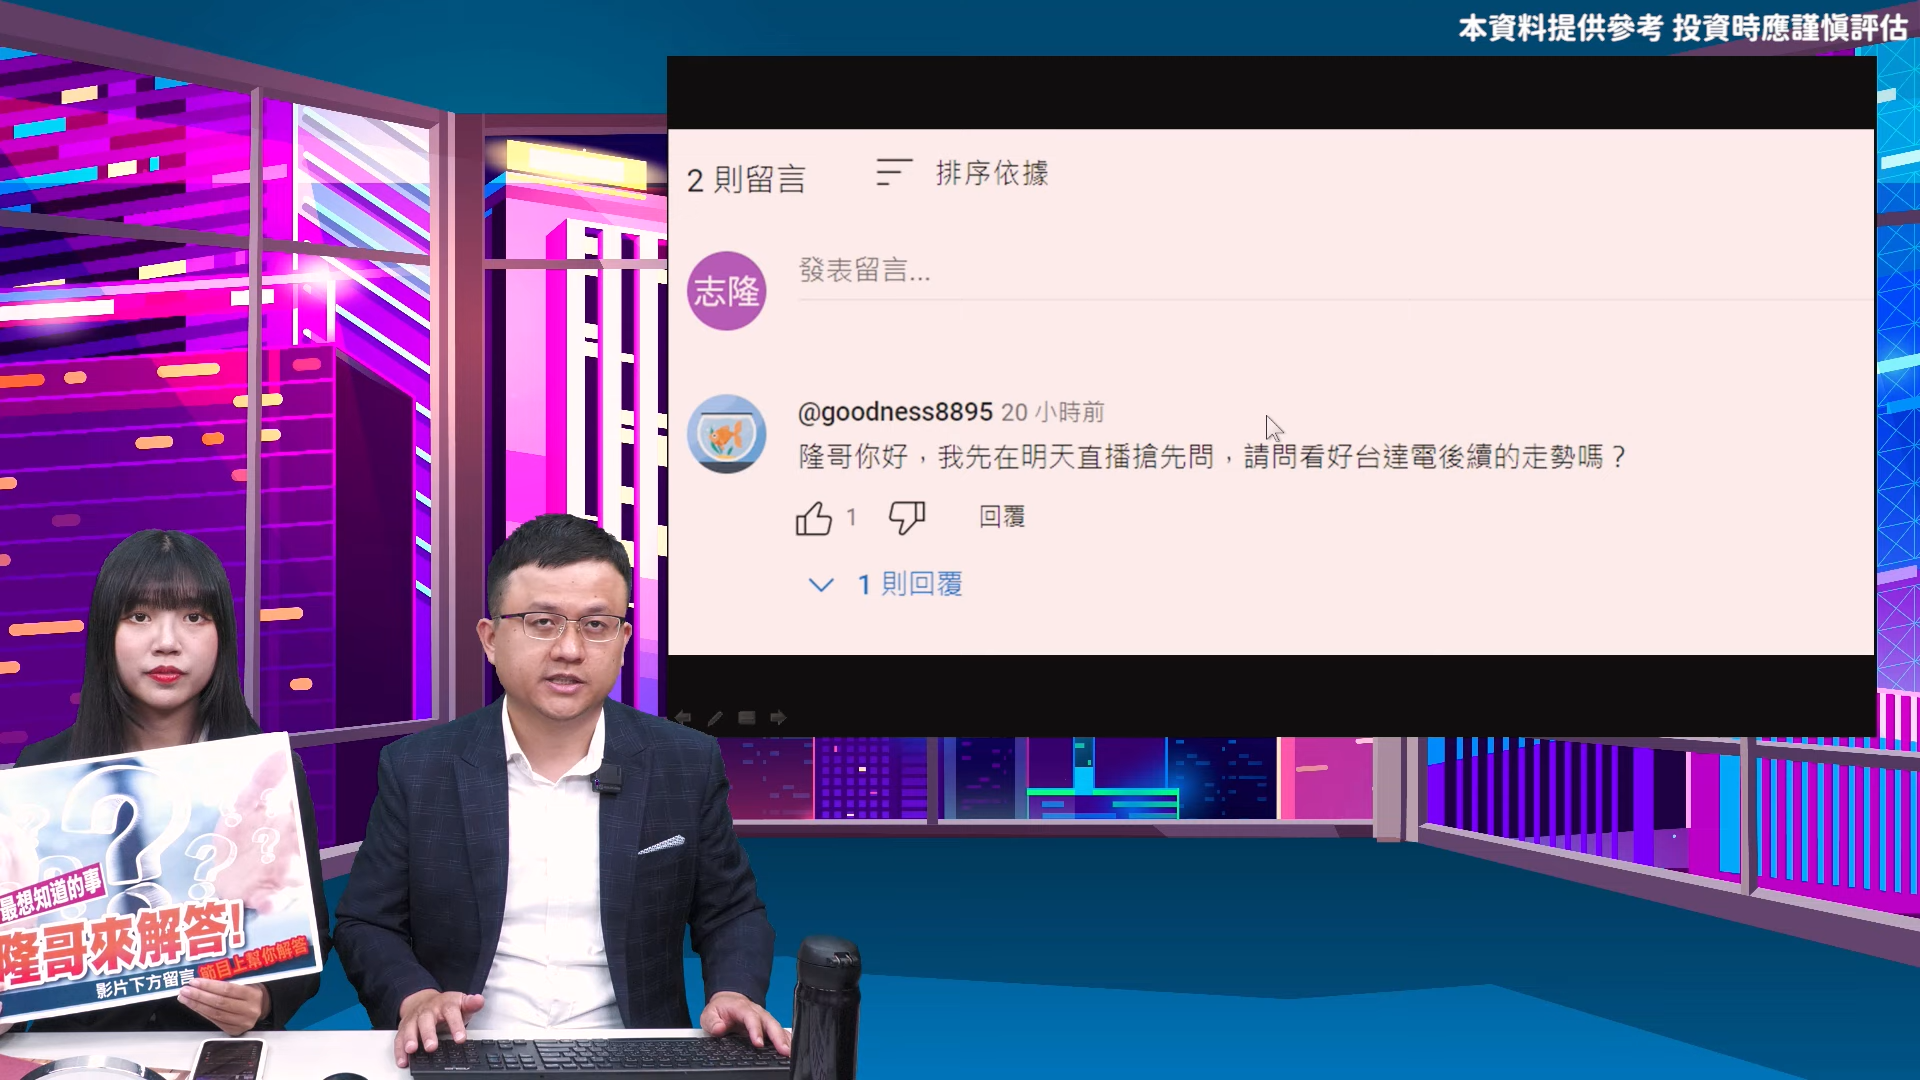 本資料提供參考 投資時應謹慎評估
2 則留言
排序依據
志隆
發表留言...
@goodness8895 20 小時前
隆哥你好，我先在明天直播搶先問，請問看好台達電後續的走勢嗎？
1
回覆
1 則回覆
最想知道的事
隆哥來解答!
影片下方留言 節目上幫你解答